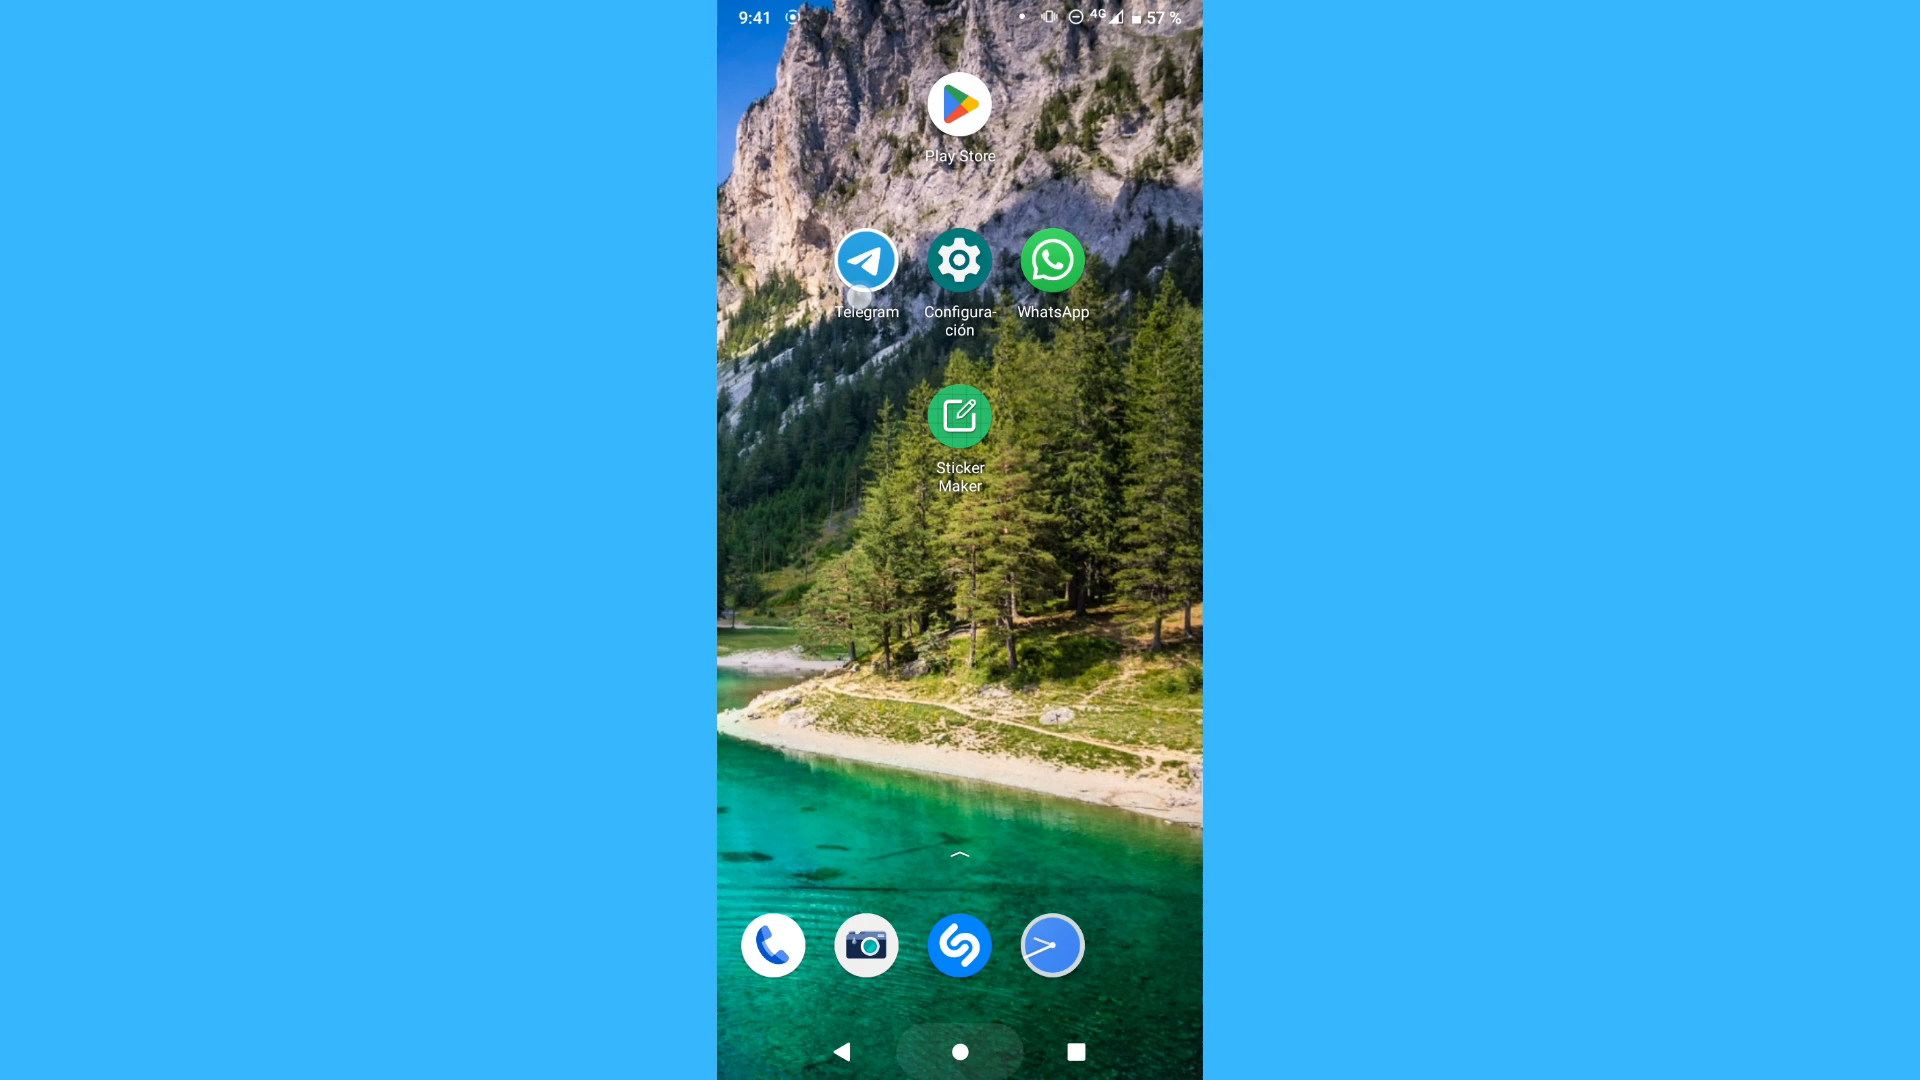 9:41
4G 57 %
Play Store
Telegram
Configura-
ción
WhatsApp
Sticker
Maker